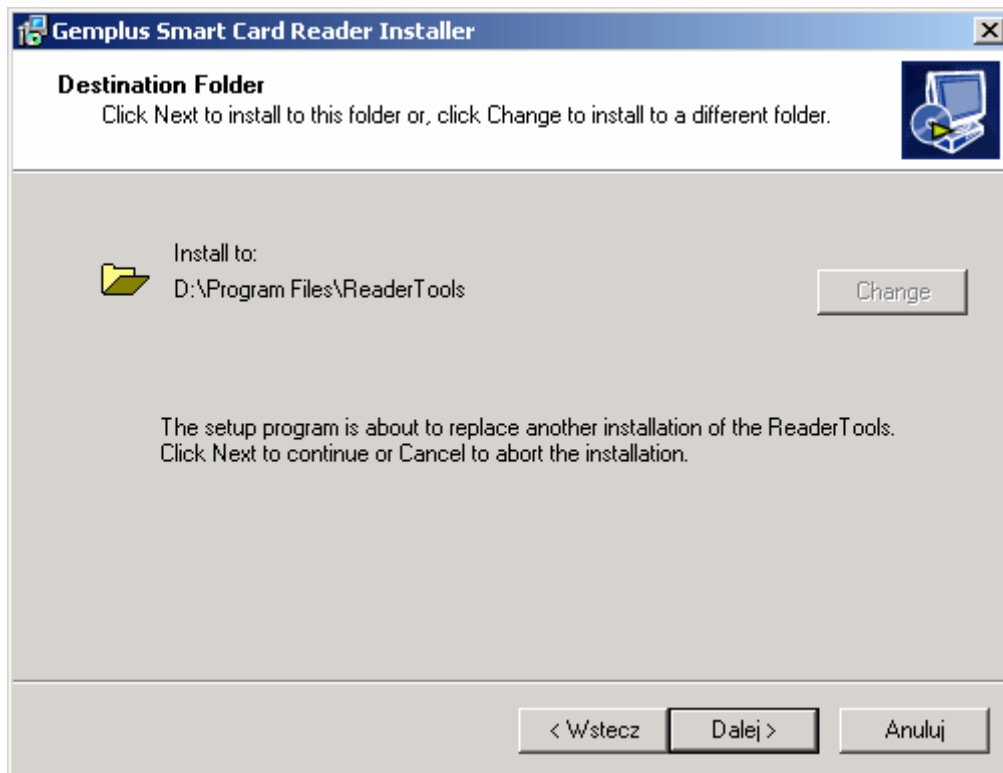 Gemplus Smart Card Reader Installer
Destination Folder
Click Next to install to this folder or, click Change to install to a different folder.
Install to:
D:\Program Files\ReaderTools
Change
The setup program is about to replace another installation of the ReaderTools.
Click Next to continue or Cancel to abort the installation.
< Wstecz
Dalej >
Anuluj